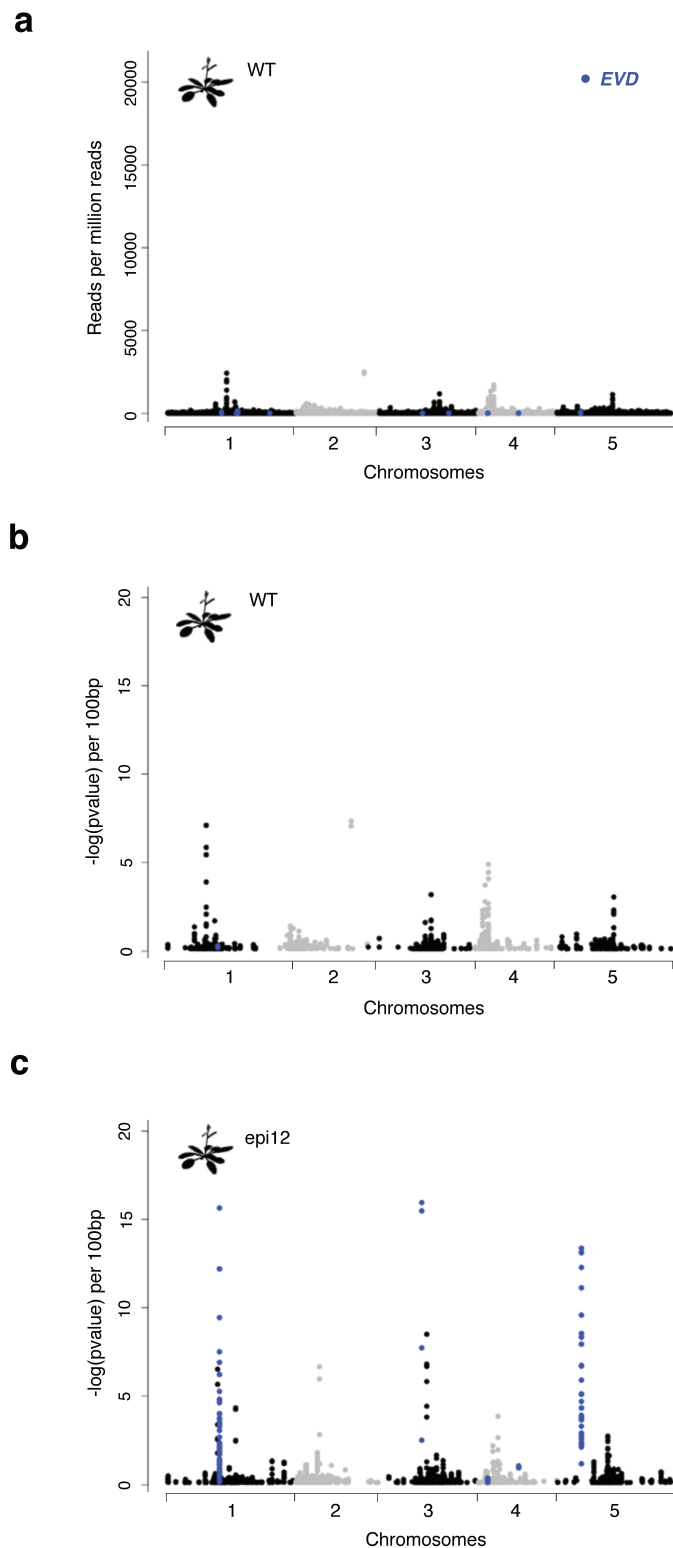 a
WT
EVD
Reads per million reads
20000
15000
10000
5000
0
1 2 3 4 5
Chromosomes
b
WT
-log(pvalue) per 100bp
20
15
10
5
0
1 2 3 4 5
Chromosomes
c
epi12
-log(pvalue) per 100bp
20
15
10
5
0
1 2 3 4 5
Chromosomes